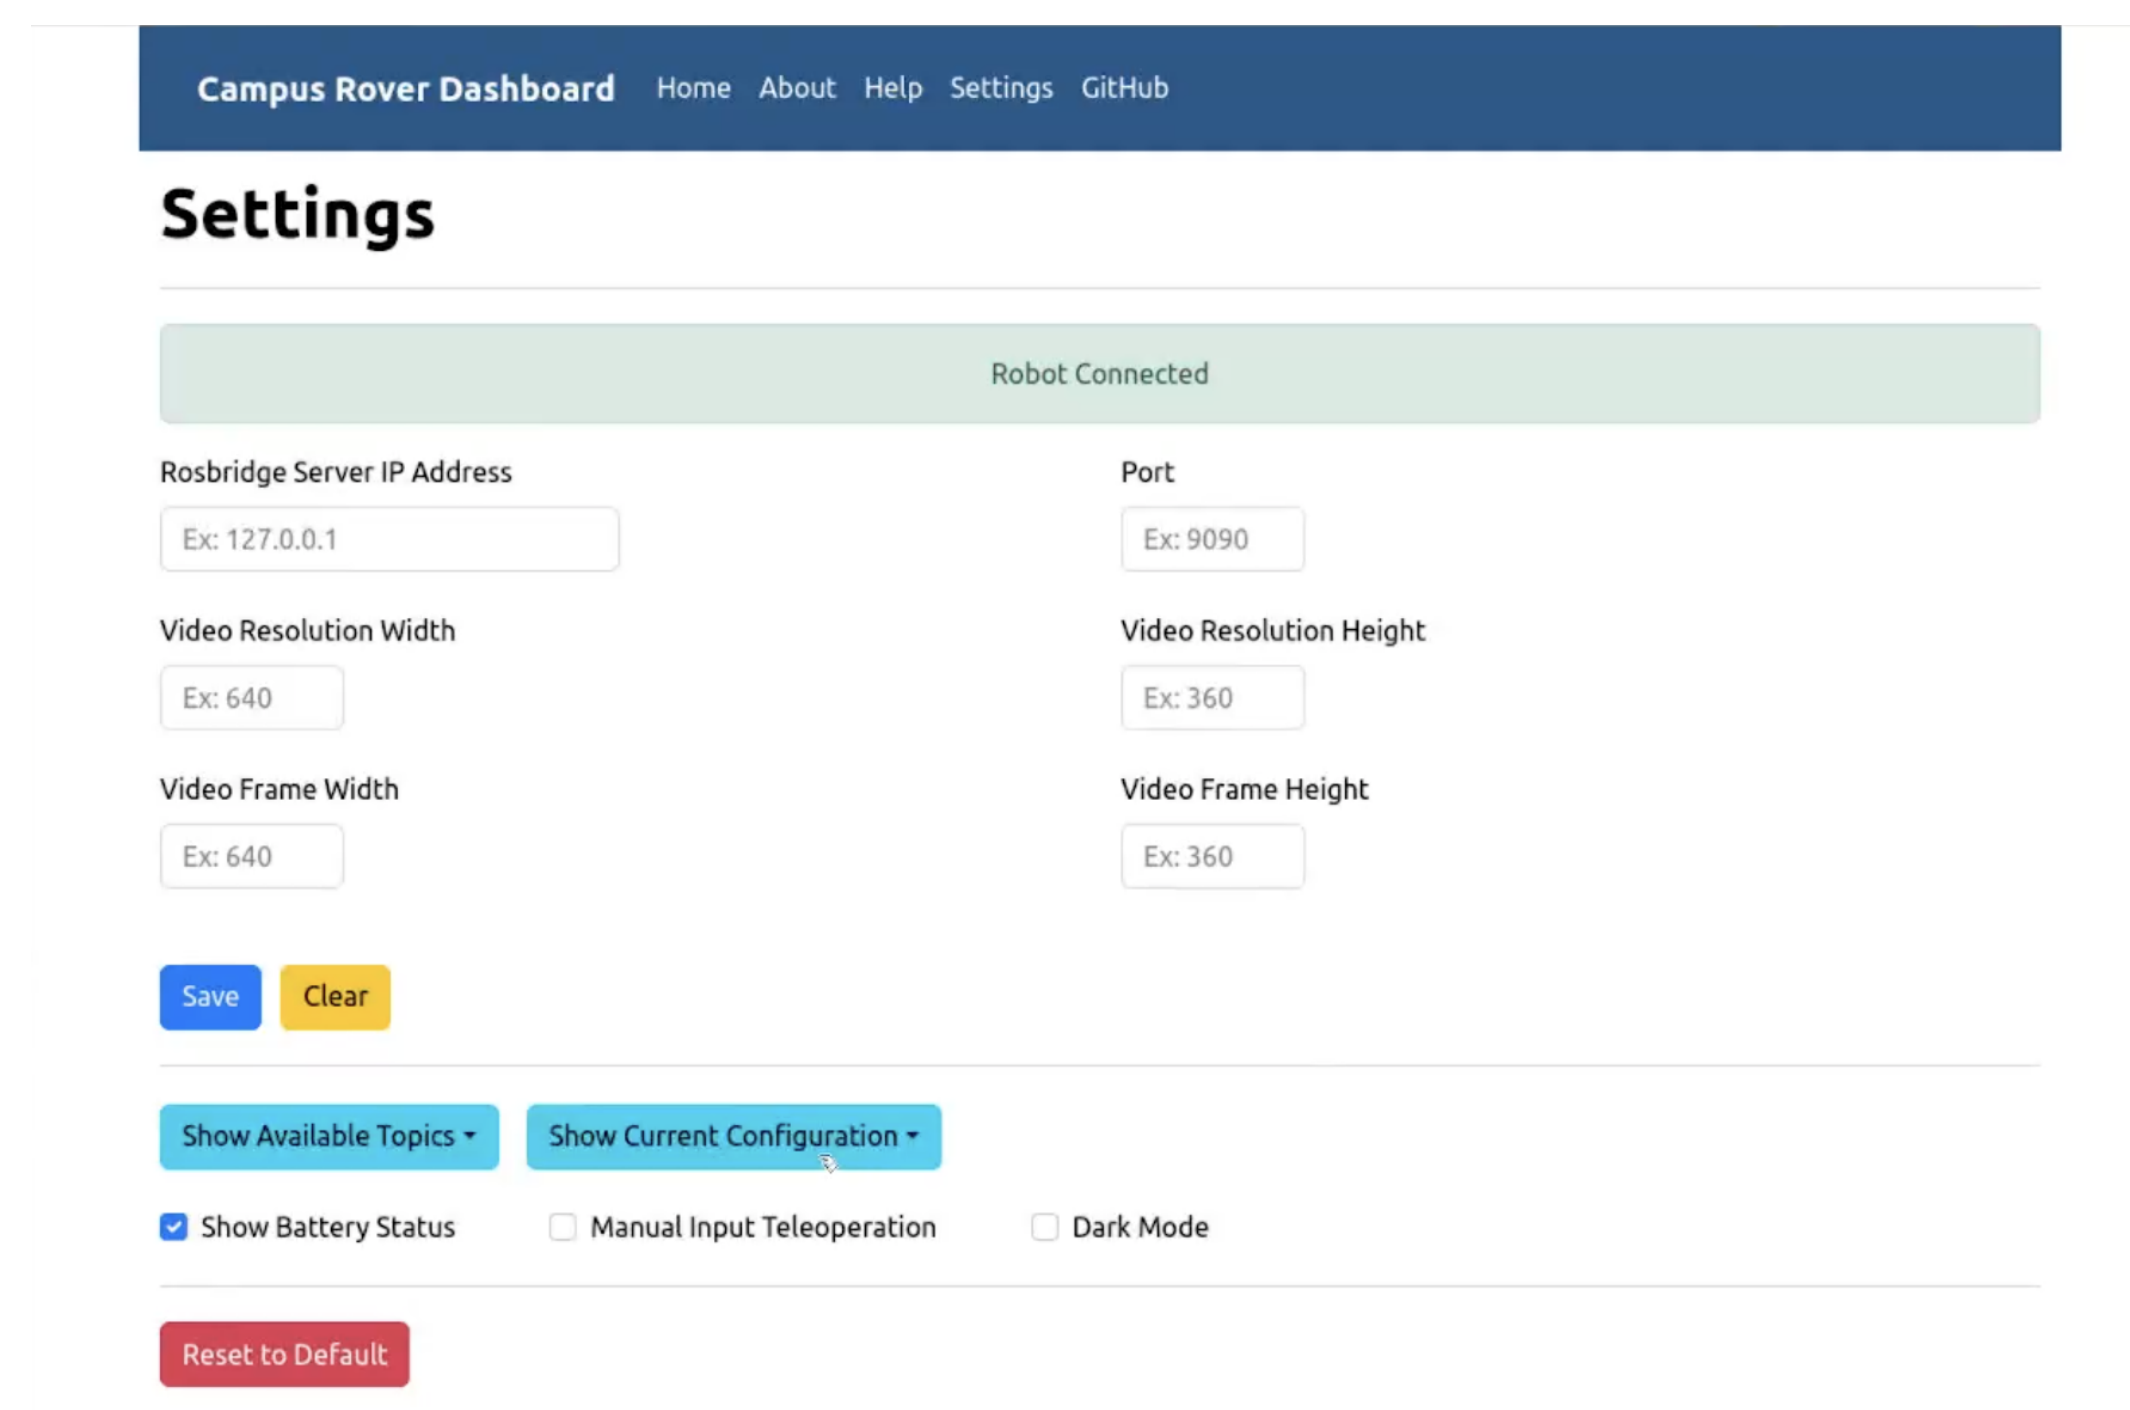 Campus Rover Dashboard Home About Help Settings GitHub
Settings
Robot Connected
Rosbridge Server IP Address Port
Ex: 127.0.0.1 Ex: 9090
Video Resolution Width Video Resolution Height
Ex: 640 Ex: 360
Video Frame Width Video Frame Height
Ex: 640 Ex: 360
Save Clear
Show Available Topics Show Current Configuration
Show Battery Status Manual Input Teleoperation Dark Mode
Reset to Default